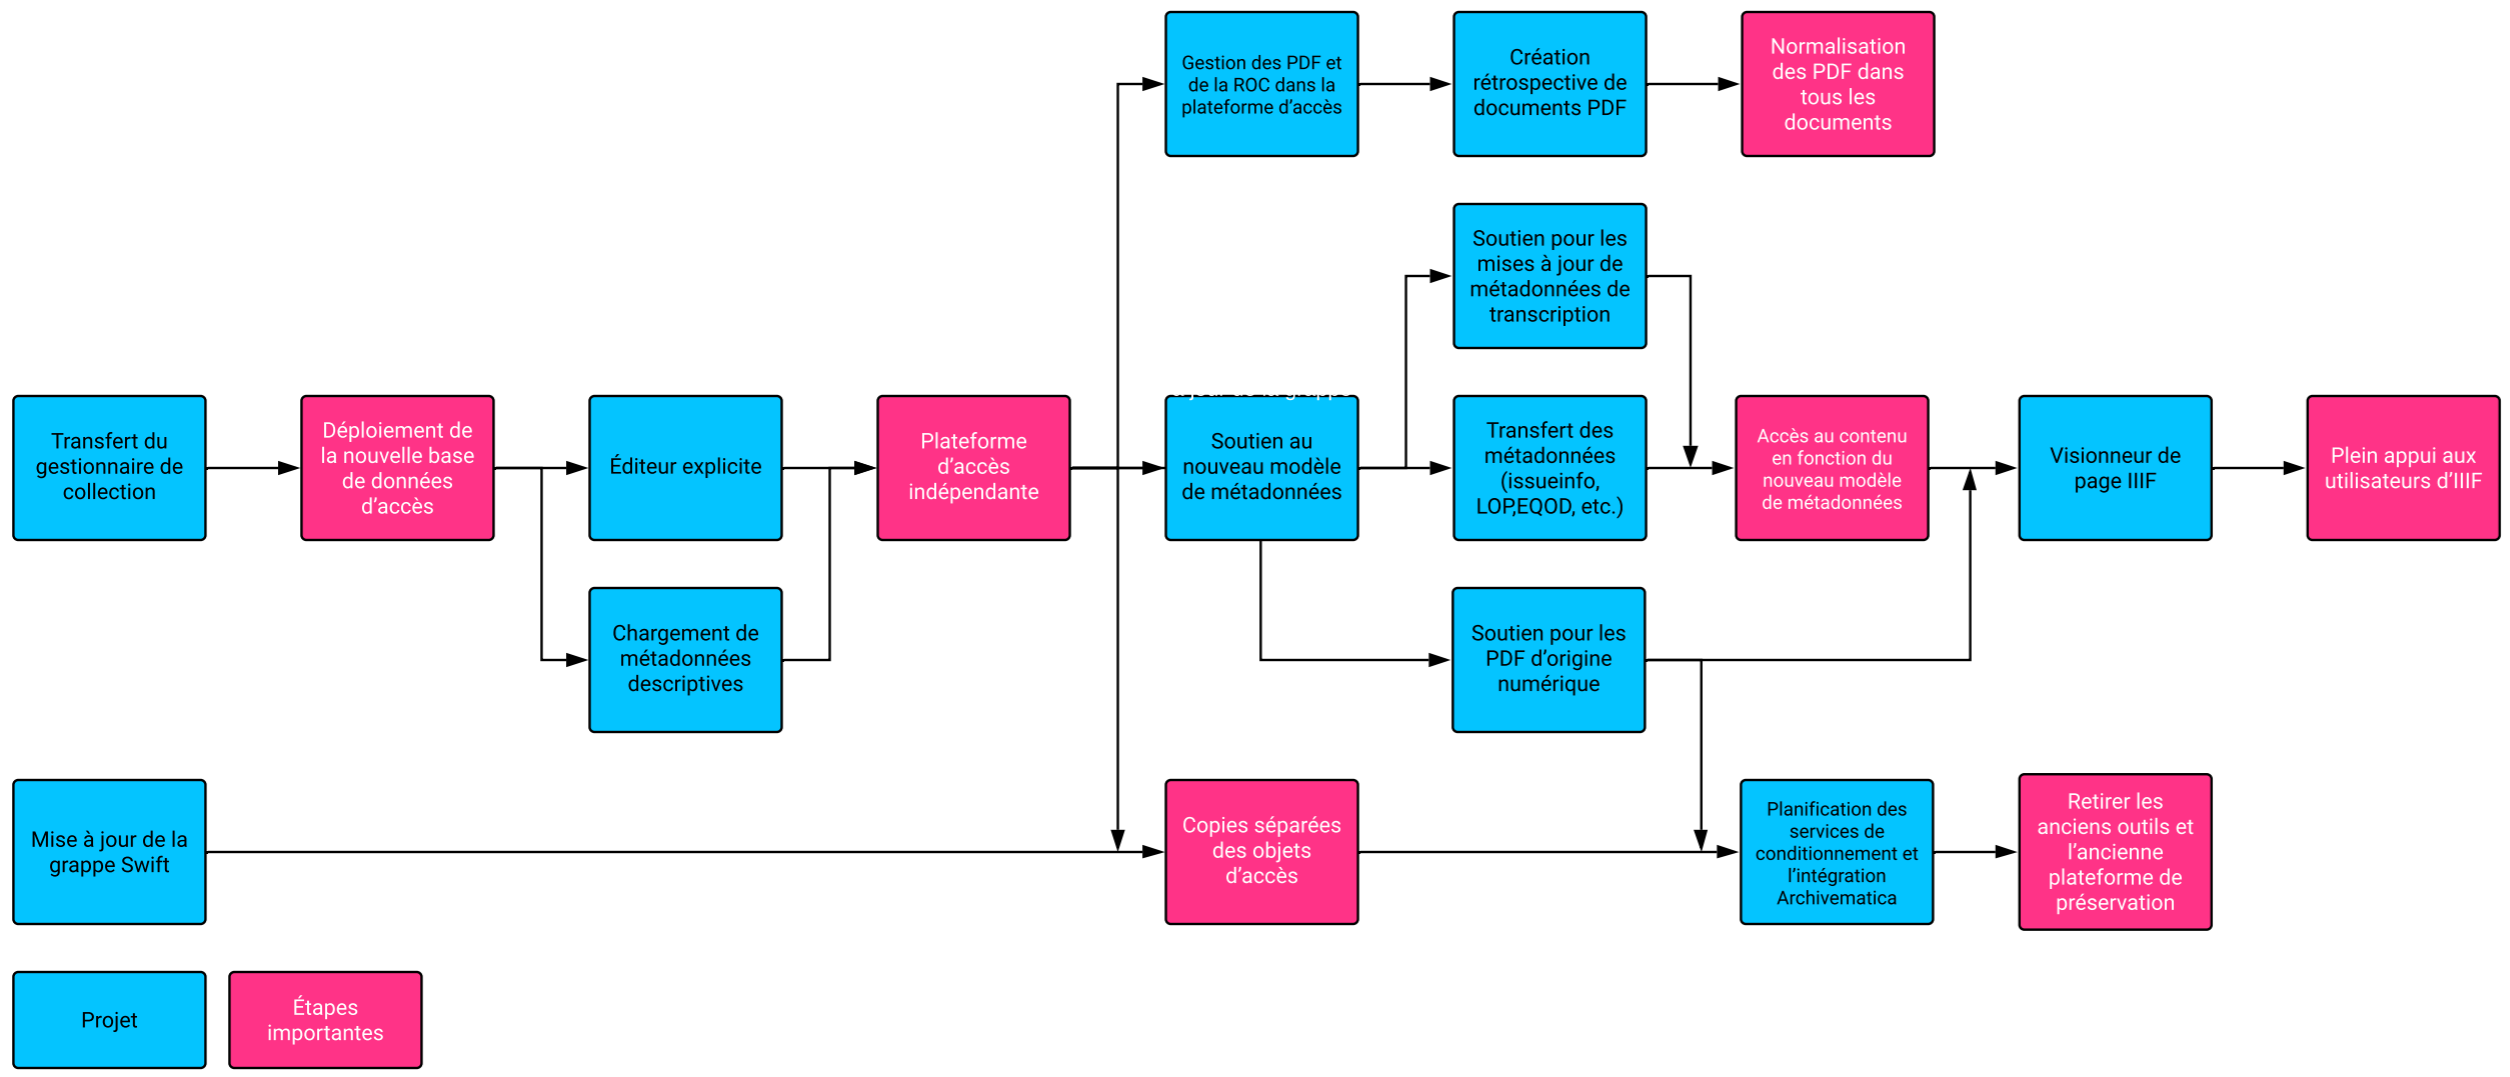 Gestion des PDF et
de la ROC dans la
plateforme d’accès
Création
rétrospective de
documents PDF
Normalisation
des PDF dans
tous les
documents
Soutien pour les
mises à jour de
métadonnées de
transcription
Transfert du
gestionnaire de
collection
Déploiement de
la nouvelle base
de données
d’accès
Éditeur explicite
Plateforme
d’accès
indépendante
Soutien au
nouveau modèle
de métadonnées
Transfert des
métadonnées
(issueinfo,
LOP,EQOD, etc.)
Accès au contenu
en fonction du
nouveau modèle
de métadonnées
Visionneur de
page IIIF
Plein appui aux
utilisateurs d’IIIF
Chargement de
métadonnées
descriptives
Soutien pour les
PDF d’origine
numérique
Mise à jour de la
grappe Swift
Copies séparées
des objets
d’accès
Planification des
services de
conditionnement et
l’intégration
Archivematica
Retirer les
anciens outils et
l’ancienne
plateforme de
préservation
Projet
Étapes
importantes